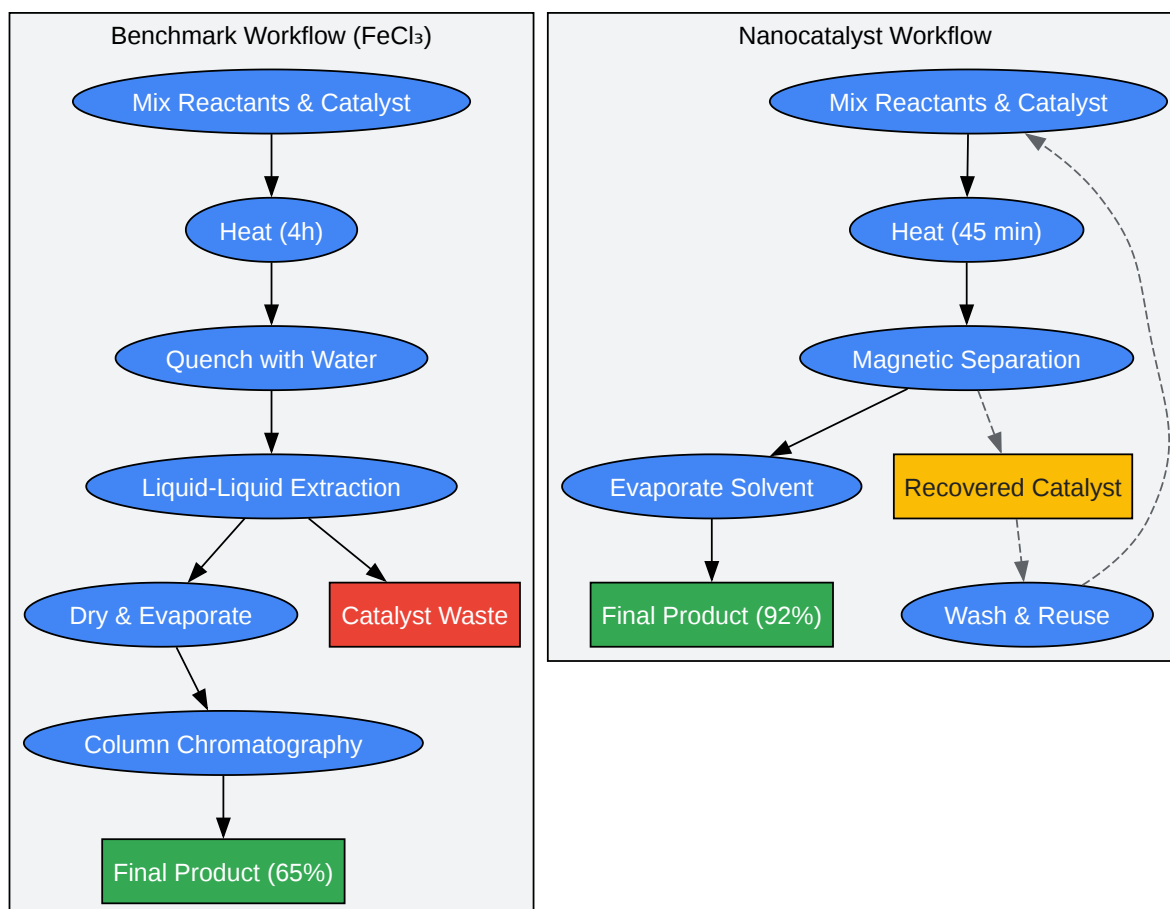 Benchmark Workflow (FeCl₃)
Mix Reactants & Catalyst
Heat (4h)
Quench with Water
Liquid-Liquid Extraction
Dry & Evaporate
Catalyst Waste
Column Chromatography
Final Product (65%)
Nanocatalyst Workflow
Mix Reactants & Catalyst
Heat (45 min)
Magnetic Separation
Evaporate Solvent
Recovered Catalyst
Final Product (92%)
Wash & Reuse